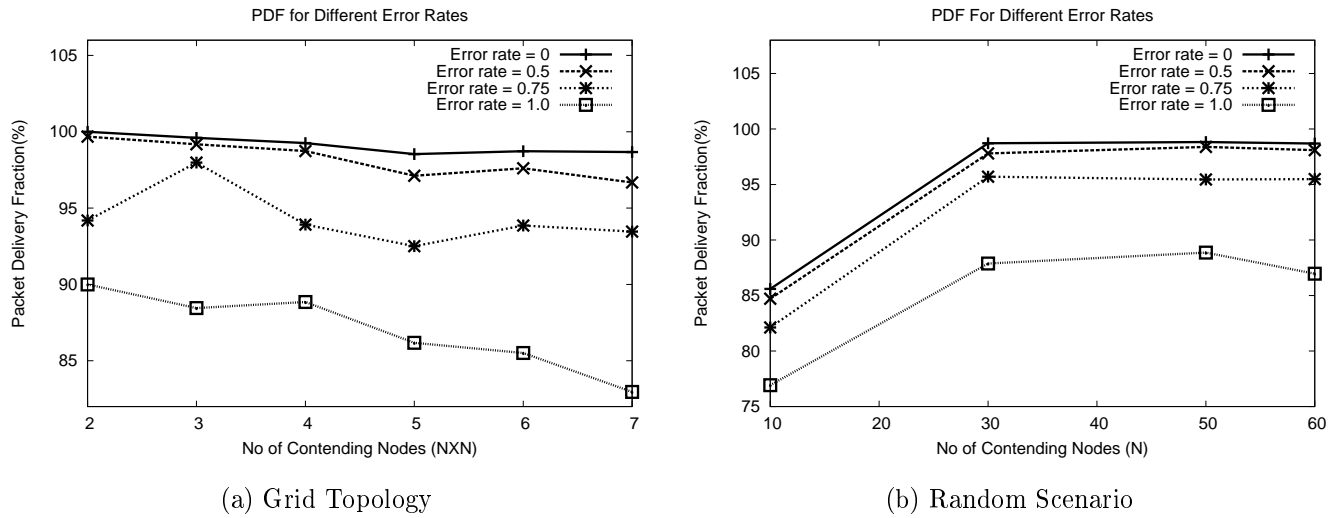 PDF for Different Error Rates
105
100
95
90
85
Packet Delivery Fraction(%)
Error rate = 0
Error rate = 0.5
Error rate = 0.75
Error rate = 1.0
2 3 4 5 6 7
No of Contending Nodes (NXN)
(a) Grid Topology
PDF For Different Error Rates
105
100
95
90
85
80
75
Packet Delivery Fraction(%)
Error rate = 0
Error rate = 0.5
Error rate = 0.75
Error rate = 1.0
10 20 30 40 50 60
No of Contending Nodes (N)
(b) Random Scenario